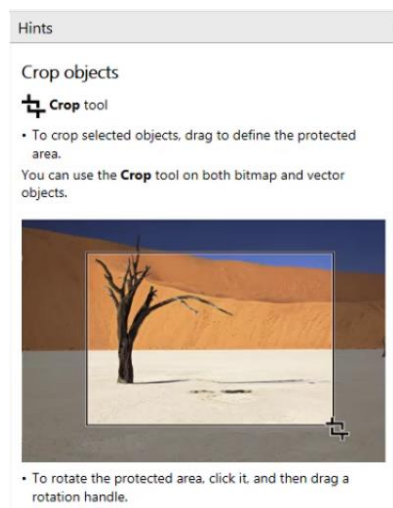 Hints
Crop objects
Crop tool
• To crop selected objects, drag to define the protected
area.
You can use the Crop tool on both bitmap and vector
objects.
• To rotate the protected area, click it, and then drag a
rotation handle.